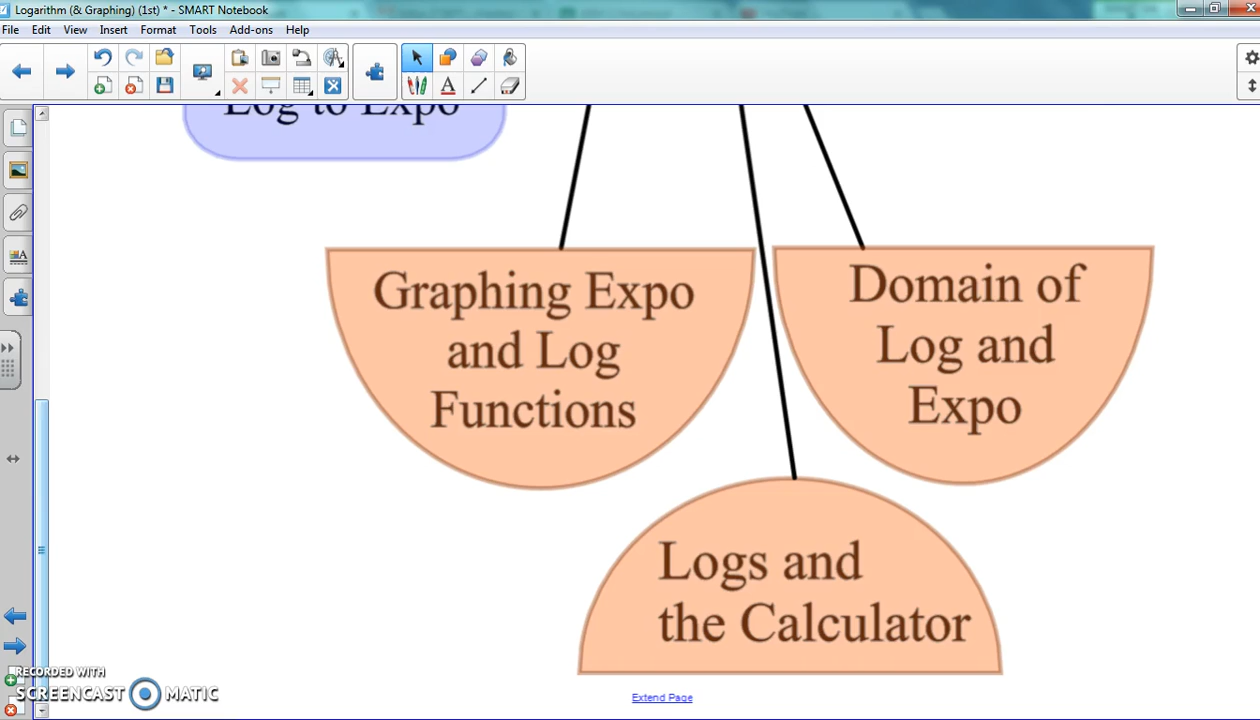 Logarithm (& Graphing) (1st) * - SMART Notebook
File Edit View Insert Format Tools Add-ons Help
Log to Expo
Graphing Expo
and Log
Functions
Domain of
Log and
Expo
Logs and
the Calculator
Extend Page
RECORDED WITH
SCREENCAST MATIC